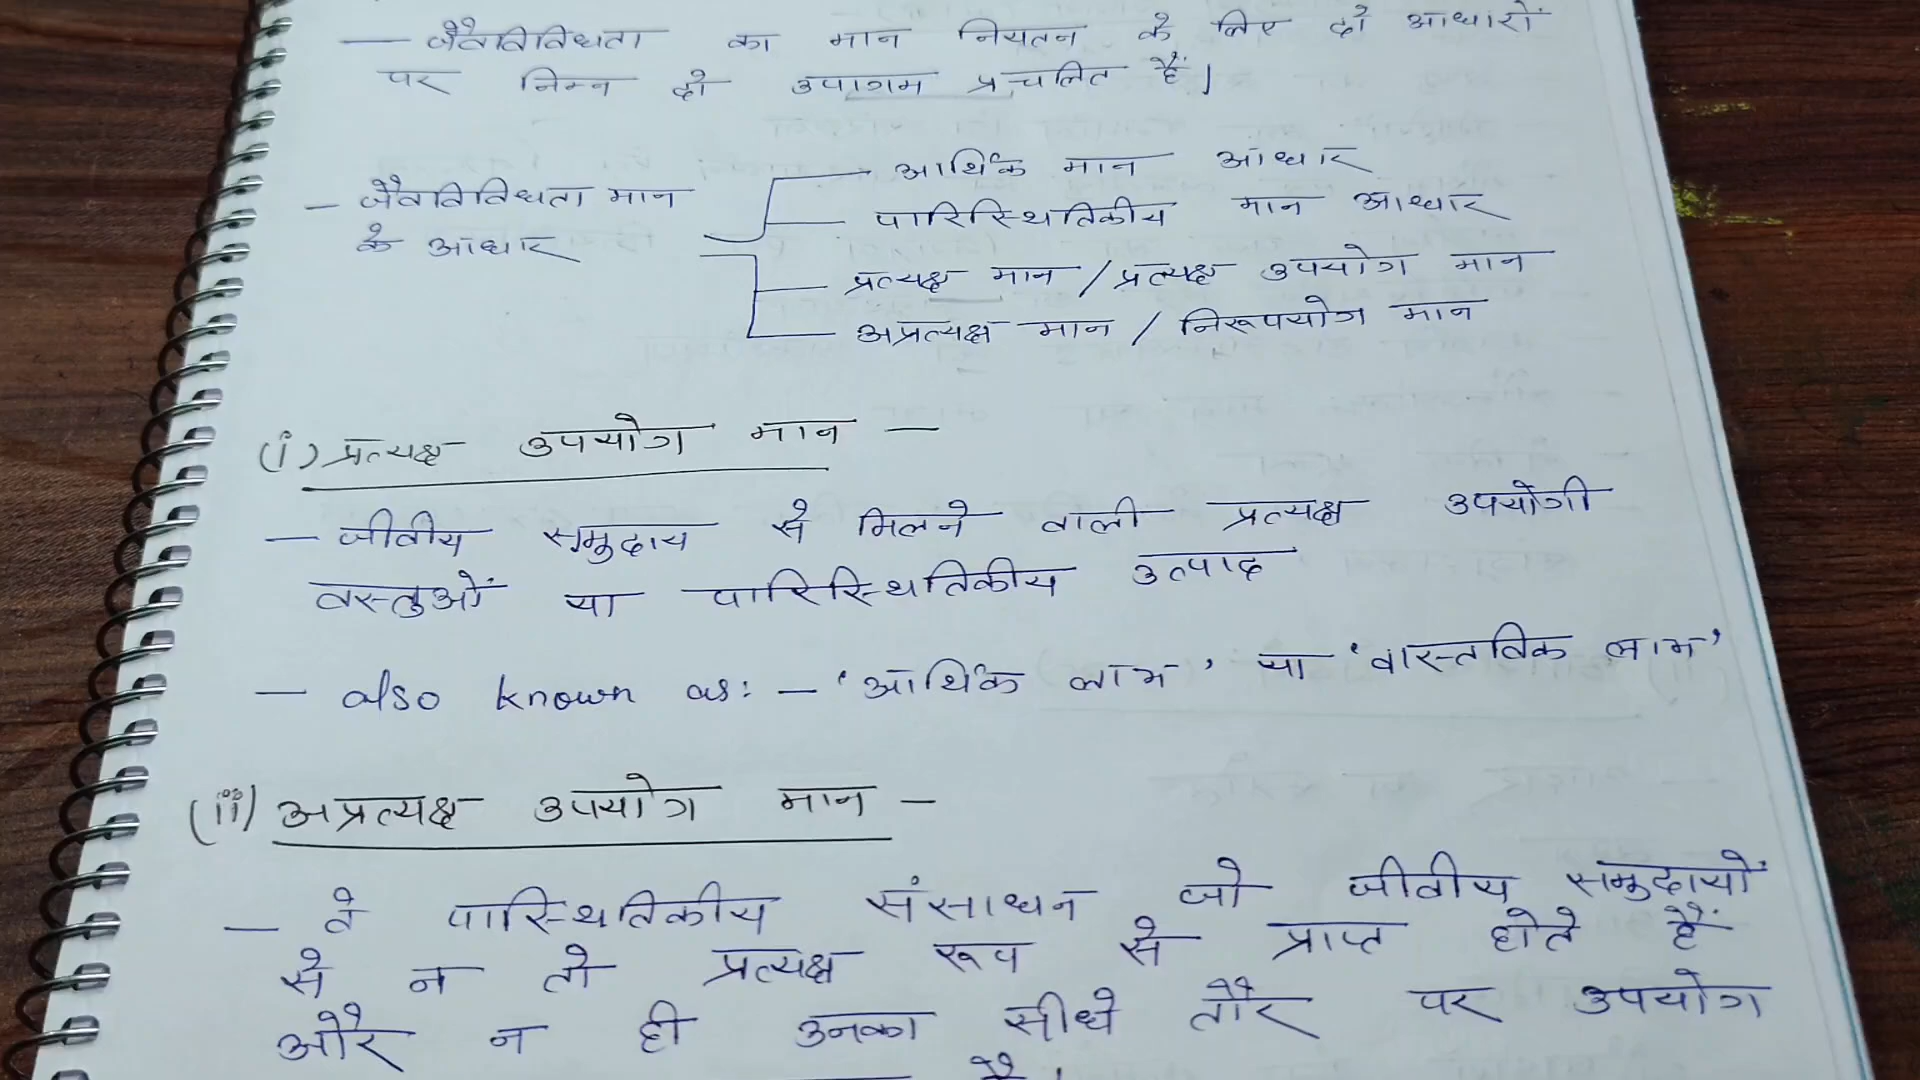 — जैवविविधता का मान नियतन के लिए दो आधारों
पर निम्न दो उपागम प्रचलित हैं।
— जैवविविधता मान के आधार
आर्थिक मान आधार
पारिस्थितिकीय मान आधार
प्रत्यक्ष मान / प्रत्यक्ष उपयोग मान
अप्रत्यक्ष मान / निरूपयोग मान
(i) प्रत्यक्ष उपयोग मान —
— जीवीय समुदाय से मिलने वाली प्रत्यक्ष उपयोगी
वस्तुओं या पारिस्थितिकीय उत्पाद
— also known as: — 'आर्थिक लाभ' या 'वास्तविक लाभ'
(ii) अप्रत्यक्ष उपयोग मान —
— वे पास्थितिकीय संसाधन जो जीवीय समुदायों
से न तो प्रत्यक्ष रूप से प्राप्त होते हैं
और न ही उनका सीधे तौर पर उपयोग
है।